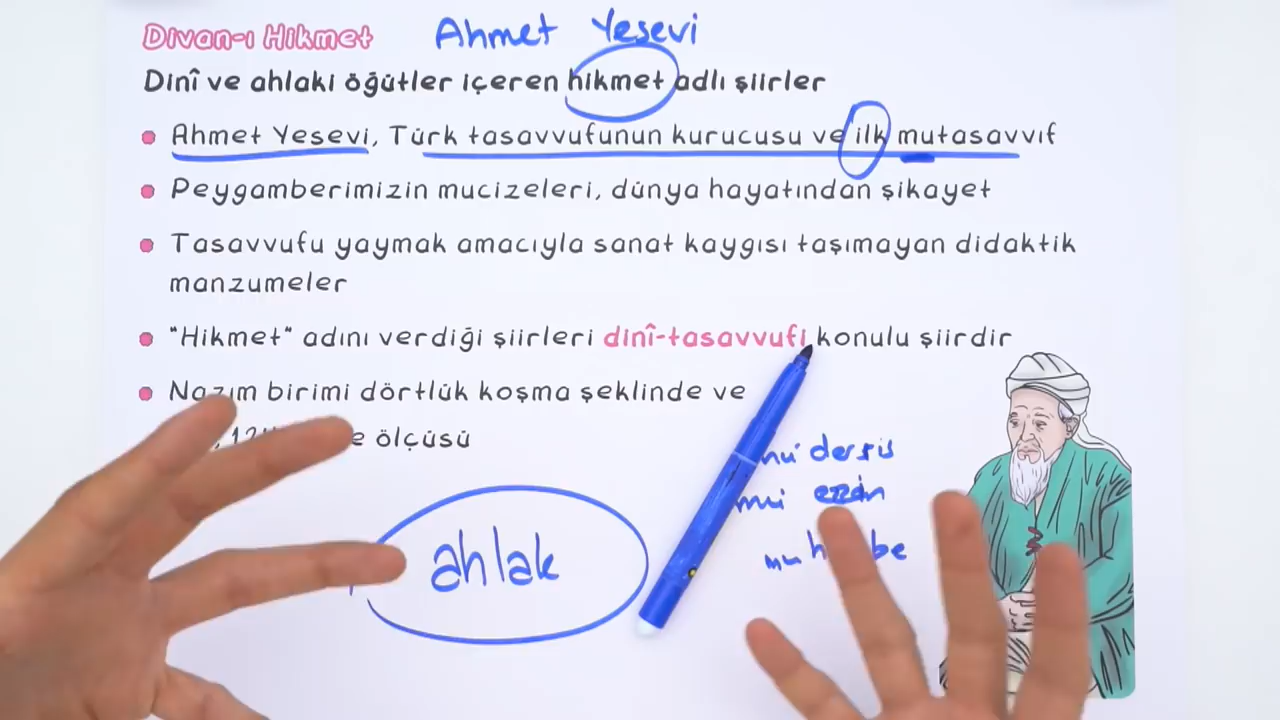 Divan-ı Hikmet Ahmet Yesevi
Dinî ve ahlaki öğütler içeren hikmet adlı şiirler
Ahmet Yesevi, Türk tasavvufunun kurucusu ve ilk mutasavvıf
Peygamberimizin mucizeleri, dünya hayatından şikayet
Tasavvufu yaymak amacıyla sanat kaygısı taşımayan didaktik
manzumeler
"Hikmet" adını verdiği şiirleri dinî-tasavvufi konulu şiirdir
Nazım birimi dörtlük koşma şeklinde ve
ölçüsü
müderris
ahlak